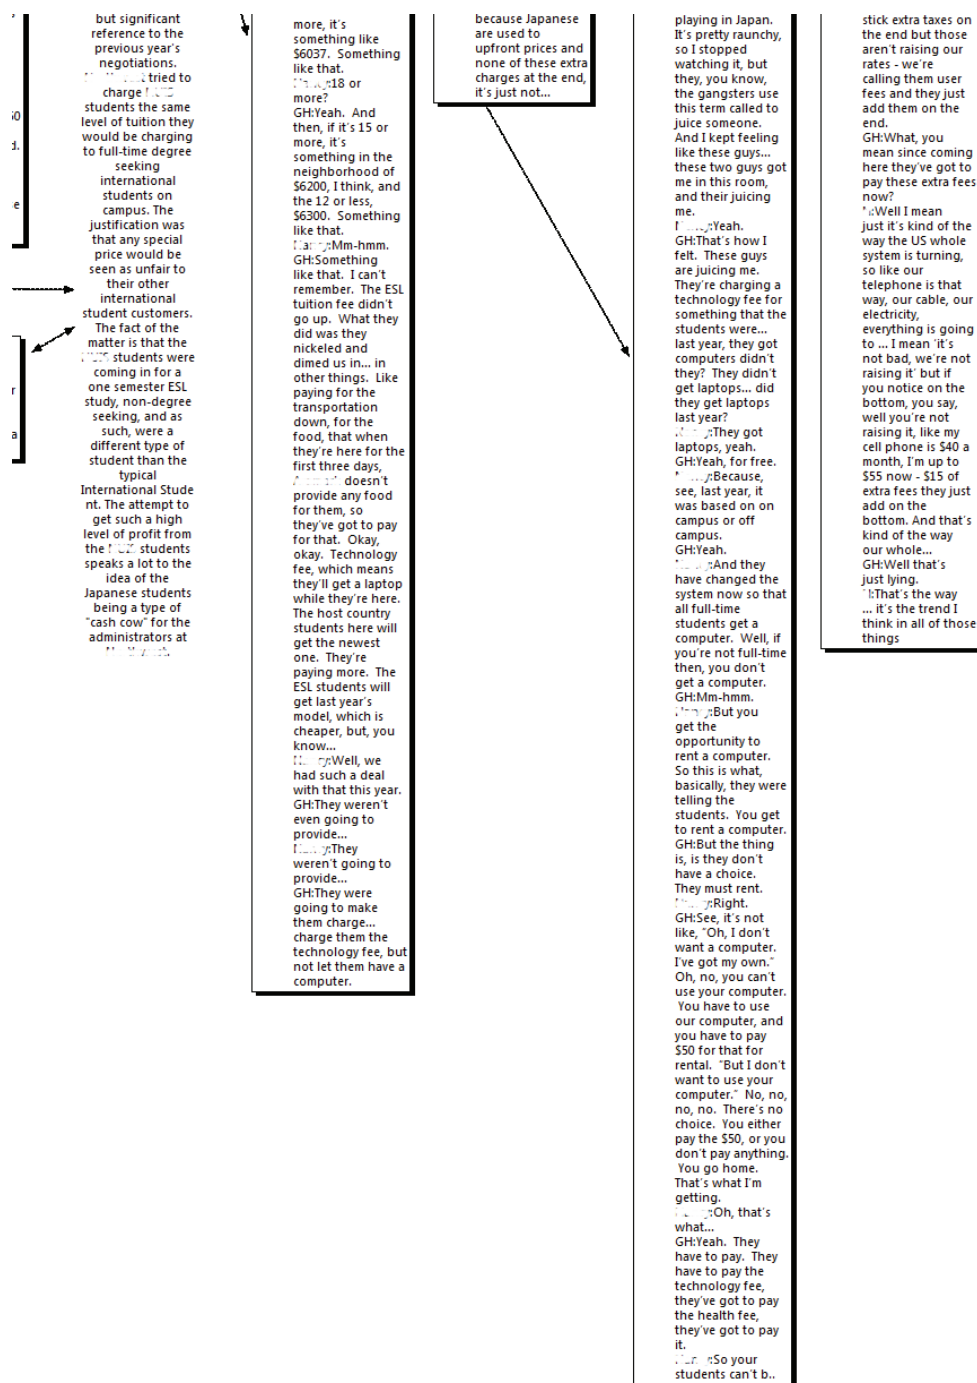 60
d.
e
r
a
but significant
reference to the
previous year's
negotiations.
tried to
charge
students the same
level of tuition they
would be charging
to full-time degree
seeking
international
students on
campus. The
justification was
that any special
price would be
seen as unfair to
their other
international
student customers.
The fact of the
matter is that the
students were
coming in for a
one semester ESL
study, non-degree
seeking, and as
such, were a
different type of
student than the
typical
International Stude
nt. The attempt to
get such a high
level of profit from
the students
speaks a lot to the
idea of the
Japanese students
being a type of
"cash cow" for the
administrators at
more, it's
something like
$6037. Something
like that.
:18 or
more?
GH:Yeah. And
then, if it's 15 or
more, it's
something in the
neighborhood of
$6200, I think, and
the 12 or less,
$6300. Something
like that.
:Mm-hmm.
GH:Something
like that. I can't
remember. The ESL
tuition fee didn't
go up. What they
did was they
nickeled and
dimed us in... in
other things. Like
paying for the
transportation
down, for the
food, that when
they're here for the
first three days,
doesn't
provide any food
for them, so
they've got to pay
for that. Okay,
okay. Technology
fee, which means
they'll get a laptop
while they're here.
The host country
students here will
get the newest
one. They're
paying more. The
ESL students will
get last year's
model, which is
cheaper, but, you
know...
:Well, we
had such a deal
with that this year.
GH:They weren't
even going to
provide...
:They
weren't going to
provide...
GH:They were
going to make
them charge...
charge them the
technology fee, but
not let them have a
computer.
because Japanese
are used to
upfront prices and
none of these extra
charges at the end,
it's just not...
playing in Japan.
It's pretty raunchy,
so I stopped
watching it, but
they, you know,
the gangsters use
this term called to
juice someone.
And I kept feeling
like these guys...
these two guys got
me in this room,
and their juicing
me.
:Yeah.
GH:That's how I
felt. These guys
are juicing me.
They're charging a
technology fee for
something that the
students were...
last year, they got
computers didn't
they? They didn't
get laptops... did
they get laptops
last year?
:They got
laptops, yeah.
GH:Yeah, for free.
:Because,
see, last year, it
was based on on
campus or off
campus.
GH:Yeah.
:And they
have changed the
system now so that
all full-time
students get a
computer. Well, if
you're not full-time
then, you don't
get a computer.
GH:Mm-hmm.
:But you
get the
opportunity to
rent a computer.
So this is what,
basically, they were
telling the
students. You get
to rent a computer.
GH:But the thing
is, is they don't
have a choice.
They must rent.
:Right.
GH:See, it's not
like, "Oh, I don't
want a computer.
I've got my own."
Oh, no, you can't
use your computer.
You have to use
our computer, and
you have to pay
$50 for that for
rental. "But I don't
want to use your
computer." No, no,
no, no. There's no
choice. You either
pay the $50, or you
don't pay anything.
You go home.
That's what I'm
getting.
:Oh, that's
what...
GH:Yeah. They
have to pay. They
have to pay the
technology fee,
they've got to pay
the health fee,
they've got to pay
it.
:So your
students can't b..
stick extra taxes on
the end but those
aren't raising our
rates - we're
calling them user
fees and they just
add them on the
end.
GH:What, you
mean since coming
here they've got to
pay these extra fees
now?
:Well I mean
just it's kind of the
way the US whole
system is turning,
so like our
telephone is that
way, our cable, our
electricity,
everything is going
to ... I mean 'it's
not bad, we're not
raising it' but if
you notice on the
bottom, you say,
well you're not
raising it, like my
cell phone is $40 a
month, I'm up to
$55 now - $15 of
extra fees they just
add on the
bottom. And that's
kind of the way
our whole...
GH:Well that's
just lying.
:That's the way
... it's the trend I
think in all of those
things